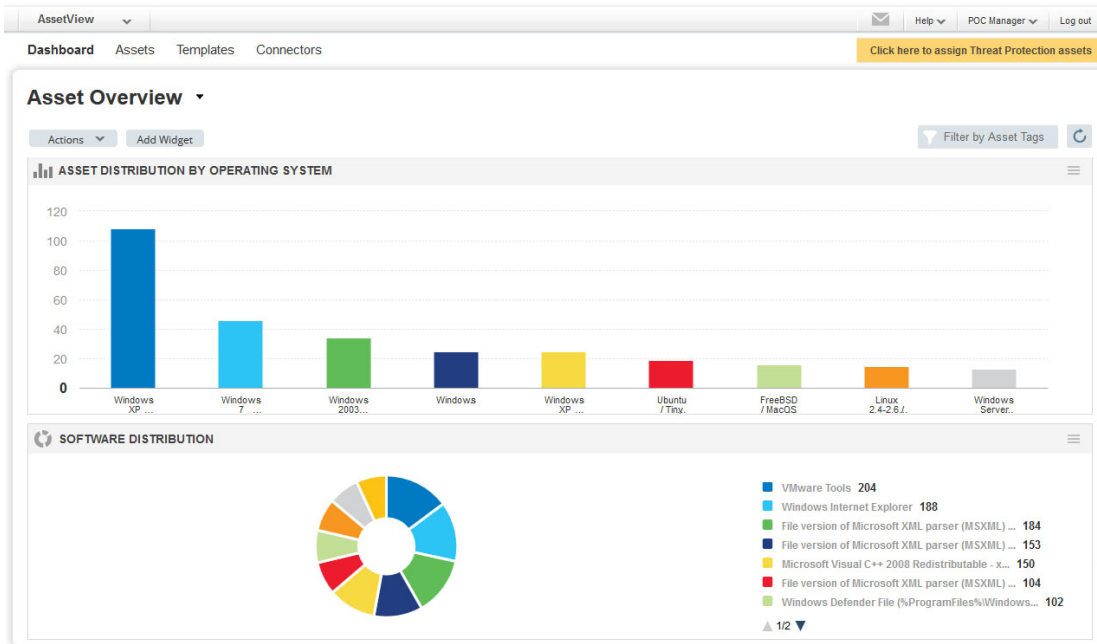 AssetView
Help
POC Manager
Log out
Dashboard Assets Templates Connectors
Click here to assign Threat Protection assets
Asset Overview
Actions
Add Widget
Filter by Asset Tags
ASSET DISTRIBUTION BY OPERATING SYSTEM
120
100
80
60
40
20
0
Windows
XP ...
Windows
7 ...
Windows
2003...
Windows
Windows
XP ...
Ubuntu
/ Tiny.
FreeBSD
/ MacOS
Linux
2.4-2.6./.
Windows
Server..
SOFTWARE DISTRIBUTION
VMware Tools 204
Windows Internet Explorer 188
File version of Microsoft XML parser (MSXML) ... 184
File version of Microsoft XML parser (MSXML) ... 153
Microsoft Visual C++ 2008 Redistributable - x... 150
File version of Microsoft XML parser (MSXML) ... 104
Windows Defender File (%ProgramFiles%\Windows... 102
1/2